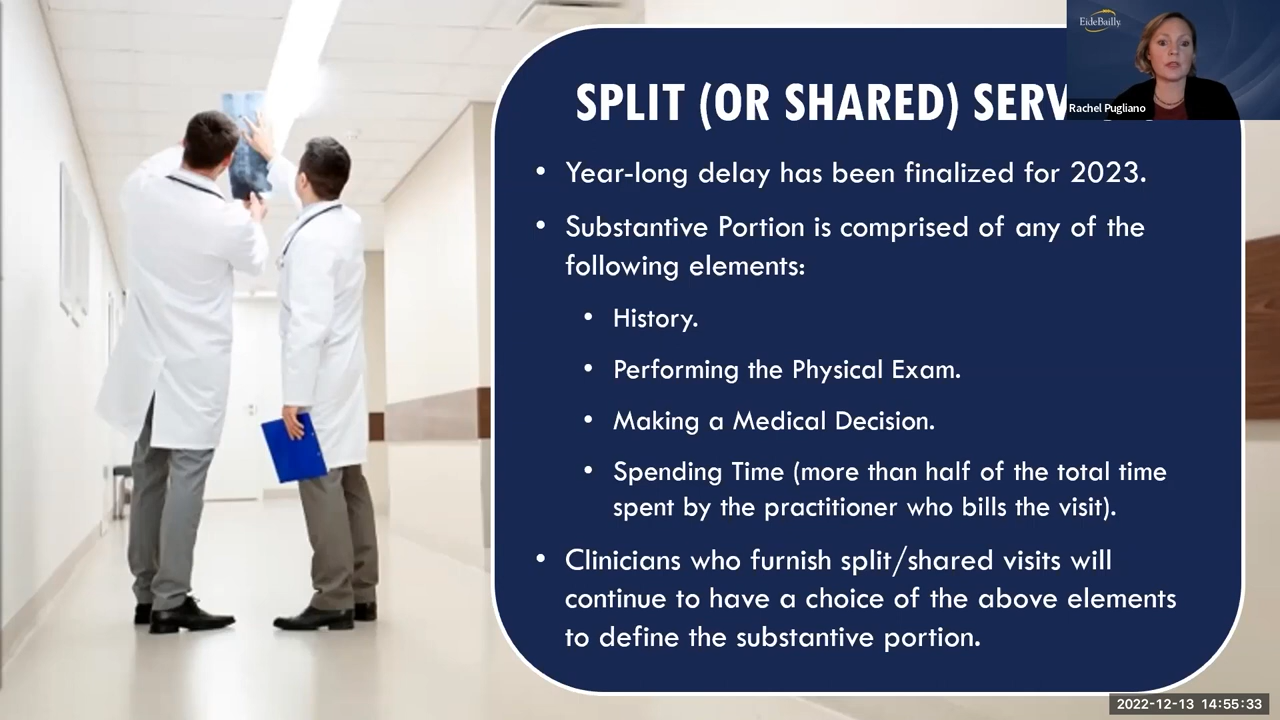 EideBailly
Rachel Pugliano
SPLIT (OR SHARED)
• Year-long delay has been finalized for 2023.
• Substantive Portion is comprised of any of the
following elements:
• History.
• Performing the Physical Exam.
• Making a Medical Decision.
• Spending Time (more than half of the total time
spent by the practitioner who bills the visit).
• Clinicians who furnish split/shared visits will
continue to have a choice of the above elements
to define the substantive portion.
2022-12-13 14:55:33